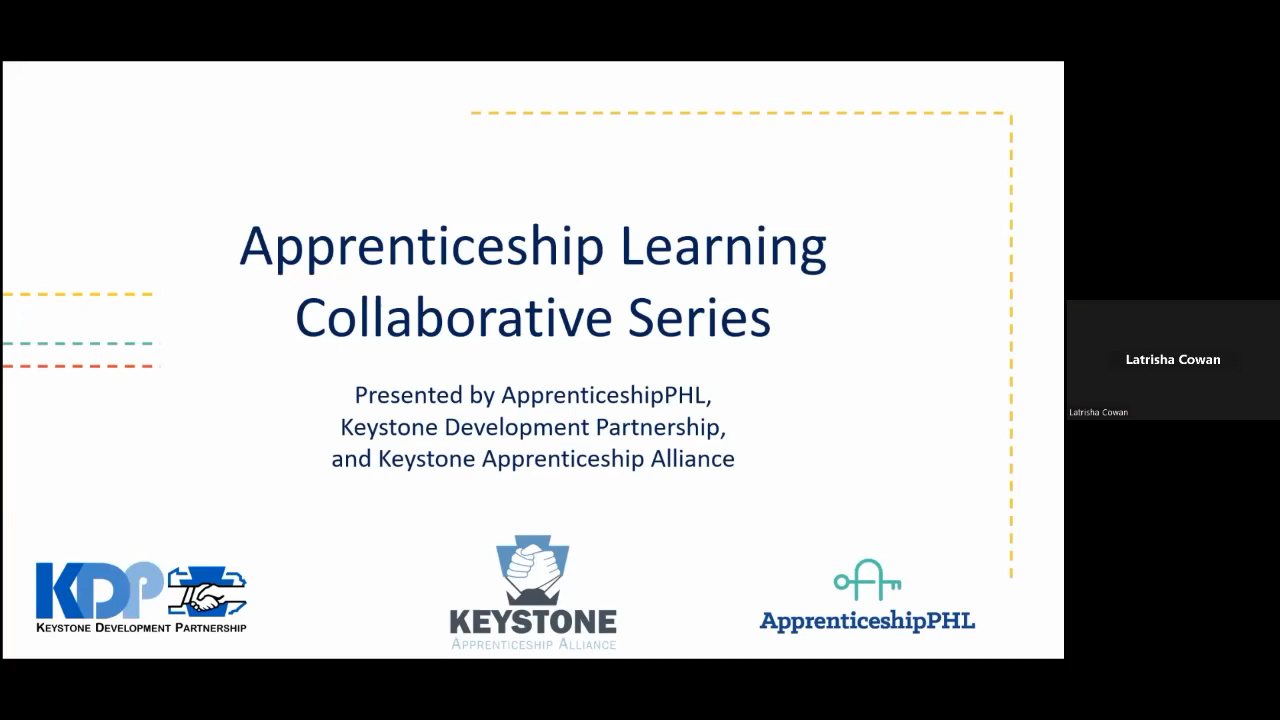 Apprenticeship Learning
Collaborative Series
Presented by ApprenticeshipPHL,
Keystone Development Partnership,
and Keystone Apprenticeship Alliance
KDP
KEYSTONE DEVELOPMENT PARTNERSHIP
KEYSTONE
APPRENTICESHIP ALLIANCE
ApprenticeshipPHL
Latrisha Cowan
Latrisha Cowan